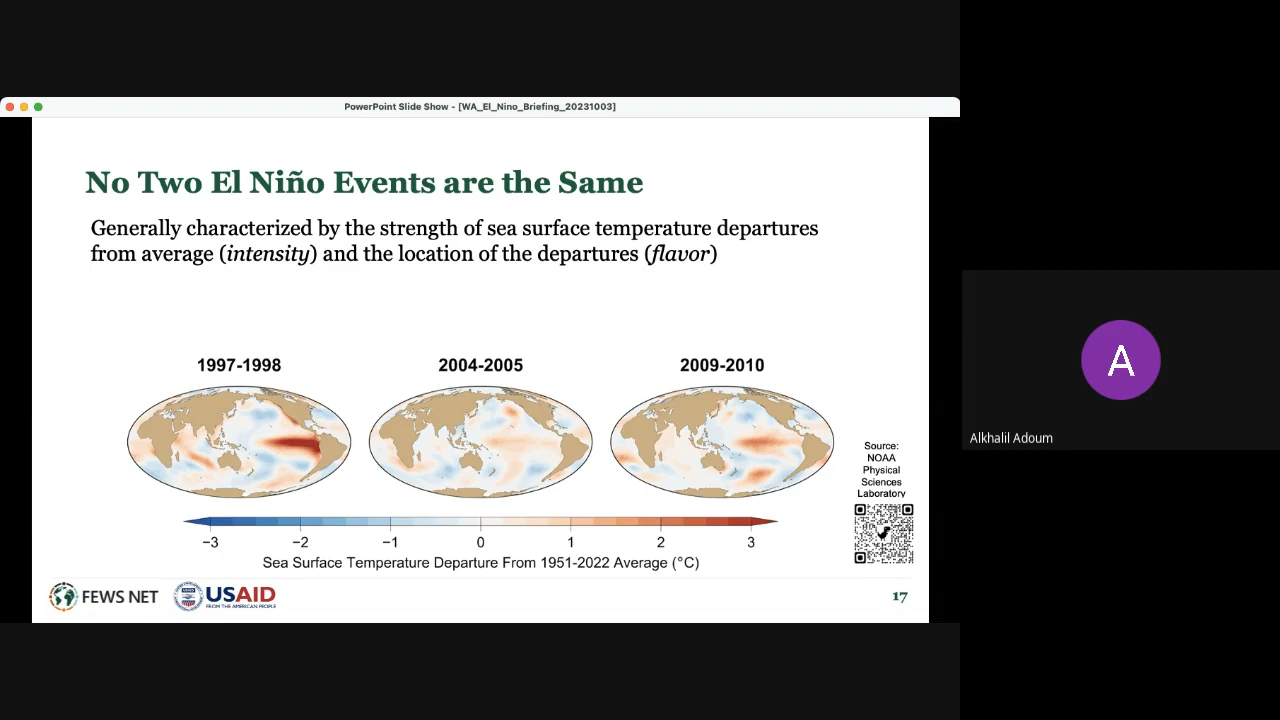 PowerPoint Slide Show - [WA_El_Nino_Briefing_20231003]
No Two El Niño Events are the Same
Generally characterized by the strength of sea surface temperature departures
from average (intensity) and the location of the departures (flavor)
1997-1998
2004-2005
2009-2010
Source:
NOAA
Physical
Sciences
Laboratory
−3 −2 −1 0 1 2 3
Sea Surface Temperature Departure From 1951-2022 Average (°C)
FEWS NET
USAID
FROM THE AMERICAN PEOPLE
17
A
Alkhalil Adoum